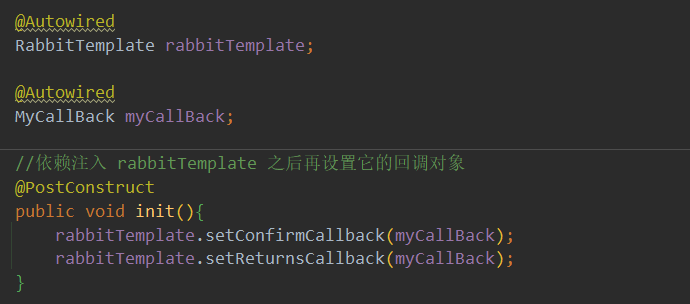 @Autowired
RabbitTemplate rabbitTemplate;
@Autowired
MyCallBack myCallBack;
//依赖注入 rabbitTemplate 之后再设置它的回调对象
@PostConstruct
public void init(){
rabbitTemplate.setConfirmCallback(myCallBack);
rabbitTemplate.setReturnsCallback(myCallBack);
}